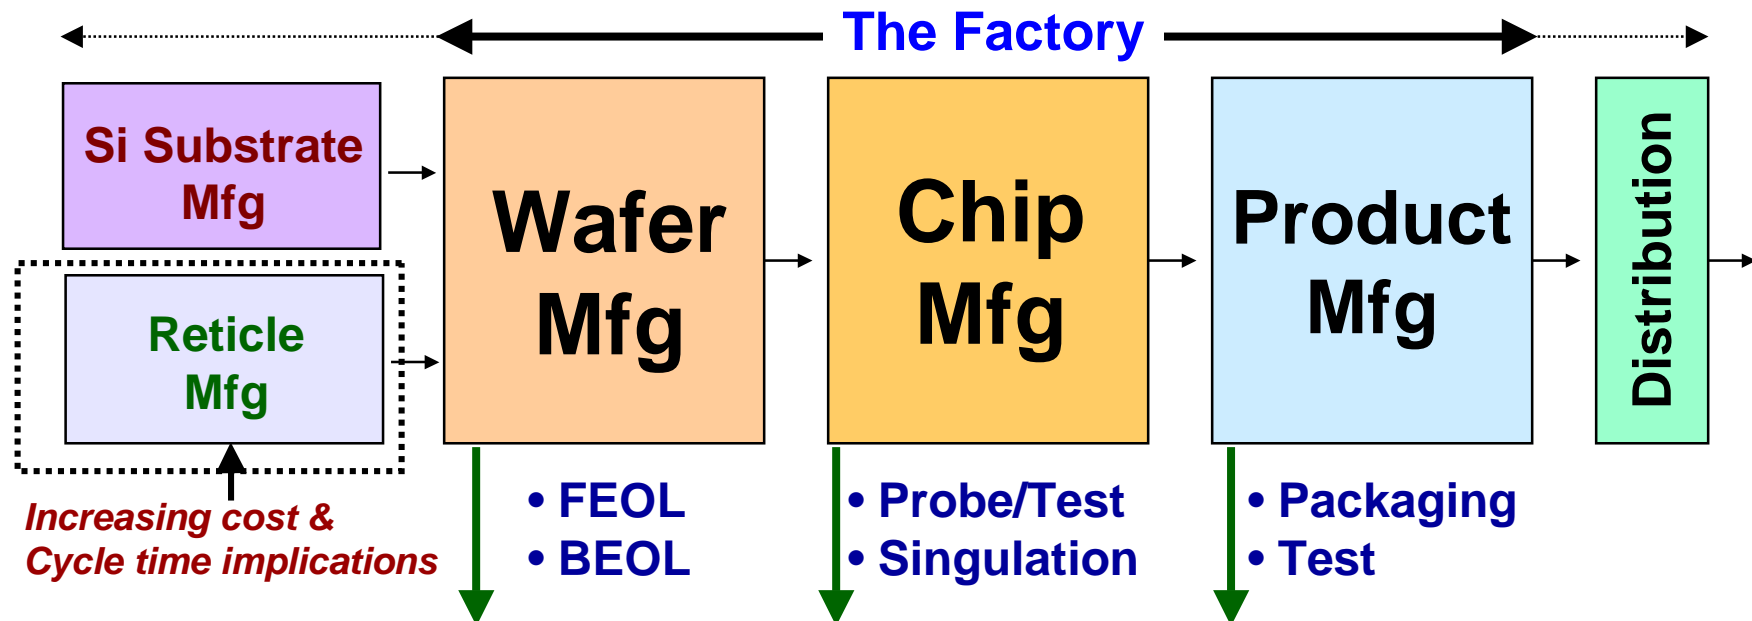 The Factory
Si Substrate
Mfg
Reticle
Mfg
Increasing cost &
Cycle time implications
Wafer
Mfg
• FEOL
• BEOL
Chip
Mfg
• Probe/Test
• Singulation
Product
Mfg
• Packaging
• Test
Distribution